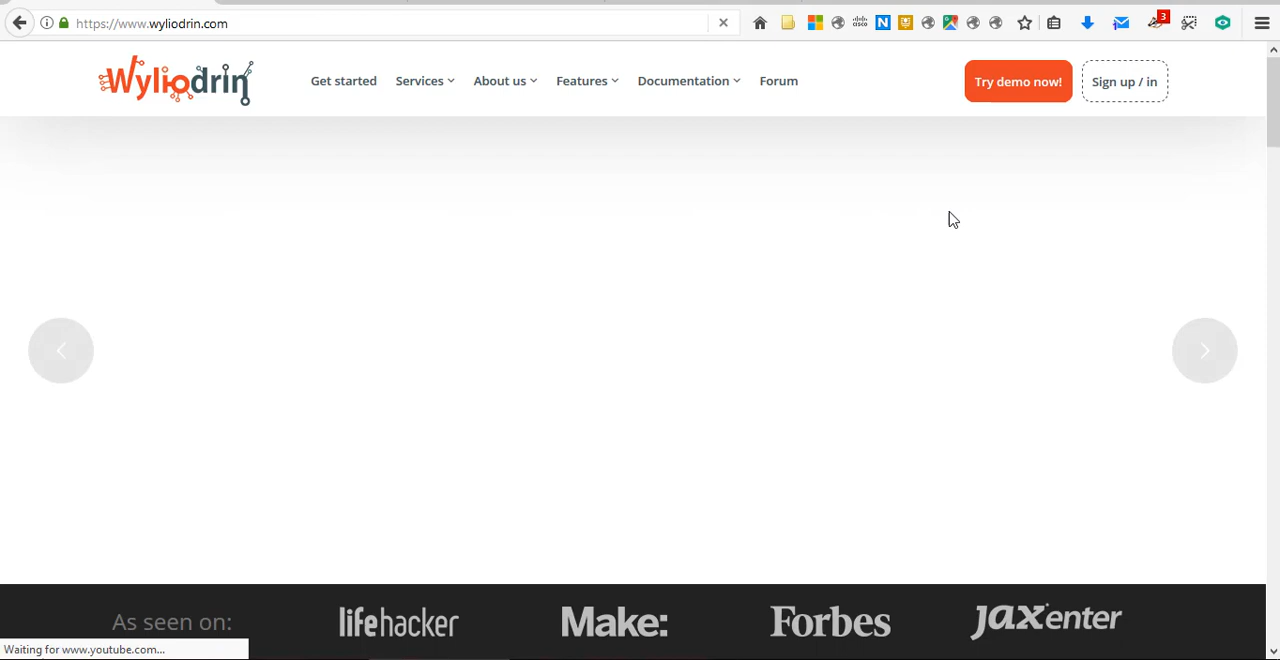 https://www.wyliodrin.com
3
Wyliodrin
Get started Services About us Features Documentation Forum
Try demo now! Sign up / in
As seen on: lifehacker Make: Forbes jaxenter
Waiting for www.youtube.com...